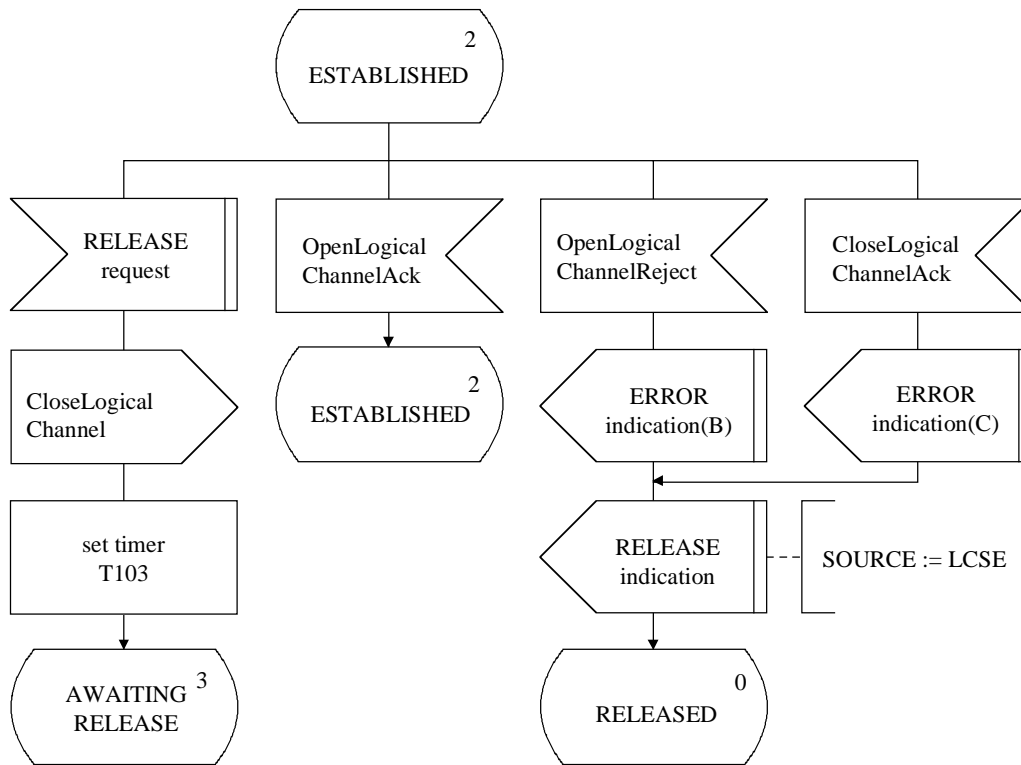 2
ESTABLISHED
RELEASE
request
OpenLogical
ChannelAck
OpenLogical
ChannelReject
CloseLogical
ChannelAck
CloseLogical
Channel
2
ESTABLISHED
ERROR
indication(B)
ERROR
indication(C)
set timer
T103
RELEASE
indication
SOURCE := LCSE
3
AWAITING
RELEASE
0
RELEASED